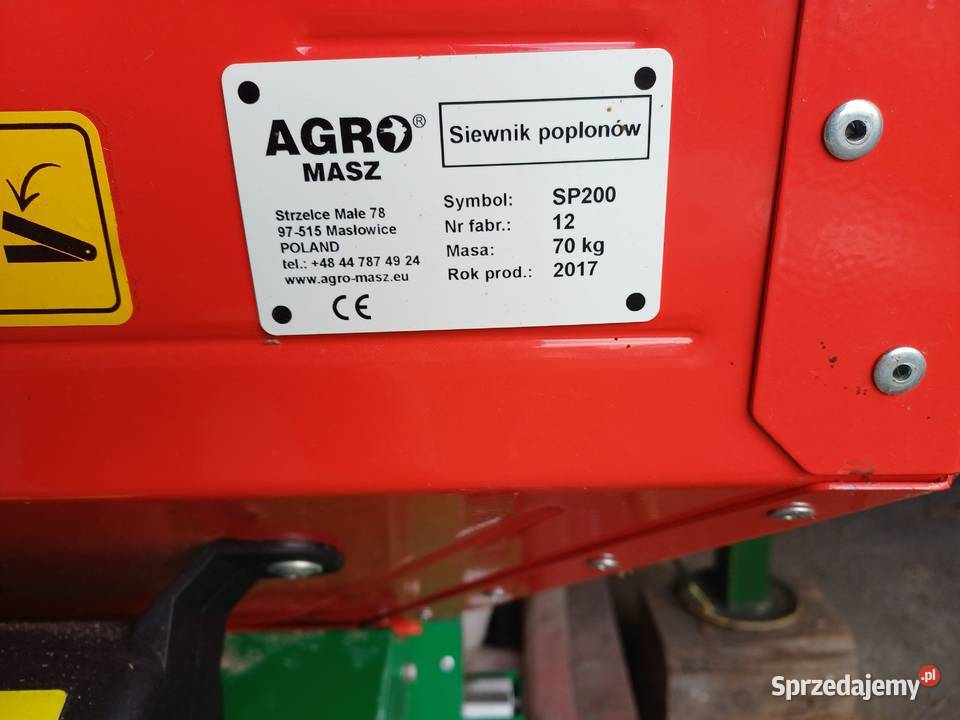 AGRO®
MASZ
Siewnik poplonów
Strzelce Małe 78
97-515 Masłowice
POLAND
tel.: +48 44 787 49 24
www.agro-masz.eu
CE
Symbol: SP200
Nr fabr.: 12
Masa: 70 kg
Rok prod.: 2017
Sprzedajemy.pl